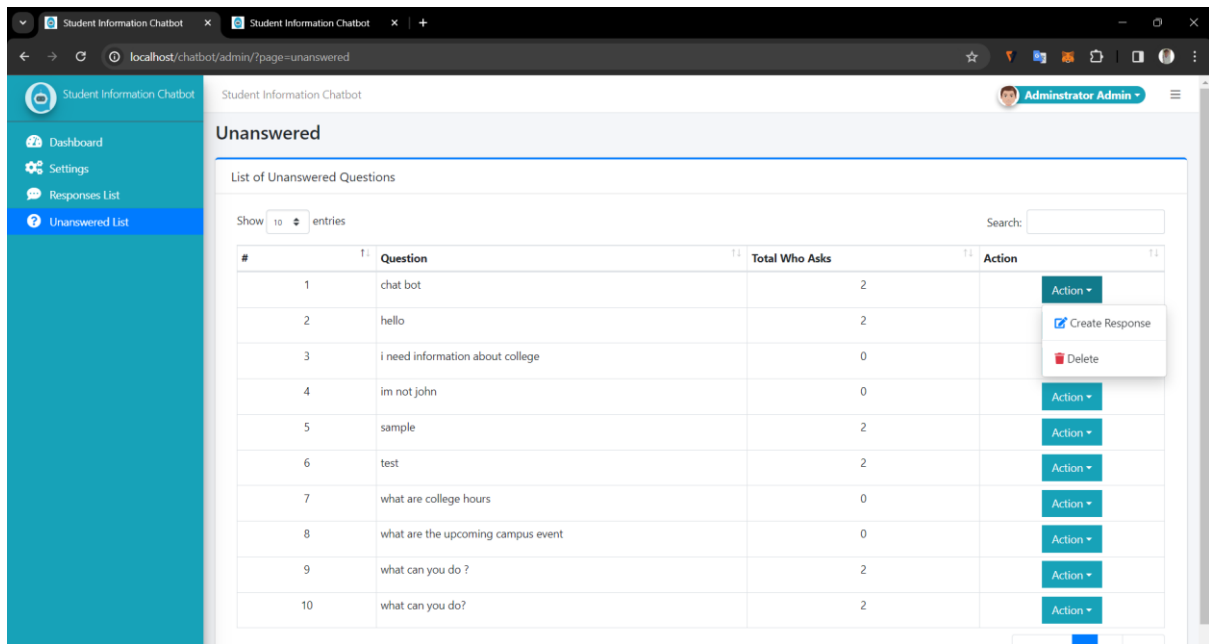 Student Information Chatbot
Student Information Chatbot
localhost/chatbot/admin/?page=unanswered
Student Information Chatbot
Student Information Chatbot
Adminstrator Admin
Dashboard
Settings
Responses List
Unanswered List
Unanswered
List of Unanswered Questions
Show 10 entries
Search:
# Question Total Who Asks Action
1 chat bot 2 Action
Create Response
Delete
2 hello 2
3 i need information about college 0
4 im not john 0 Action
5 sample 2 Action
6 test 2 Action
7 what are college hours 0 Action
8 what are the upcoming campus event 0 Action
9 what can you do ? 2 Action
10 what can you do? 2 Action